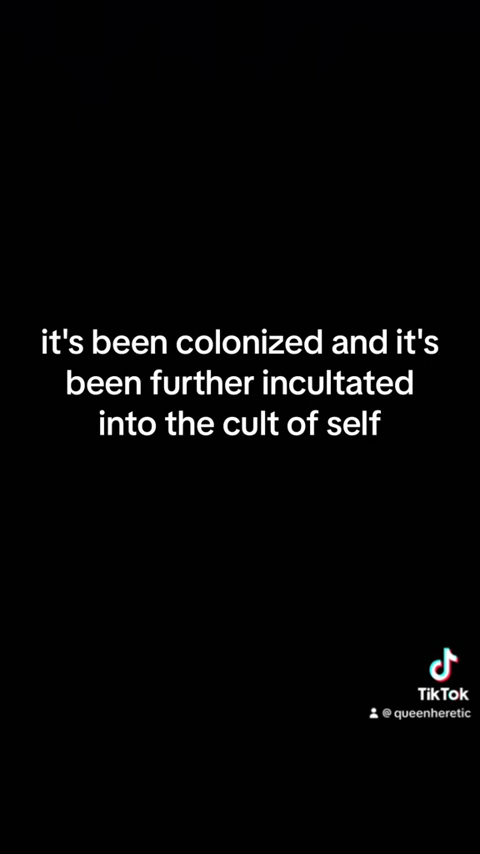 it's been colonized and it's
been further incultated
into the cult of self
TikTok
@ queenheretic